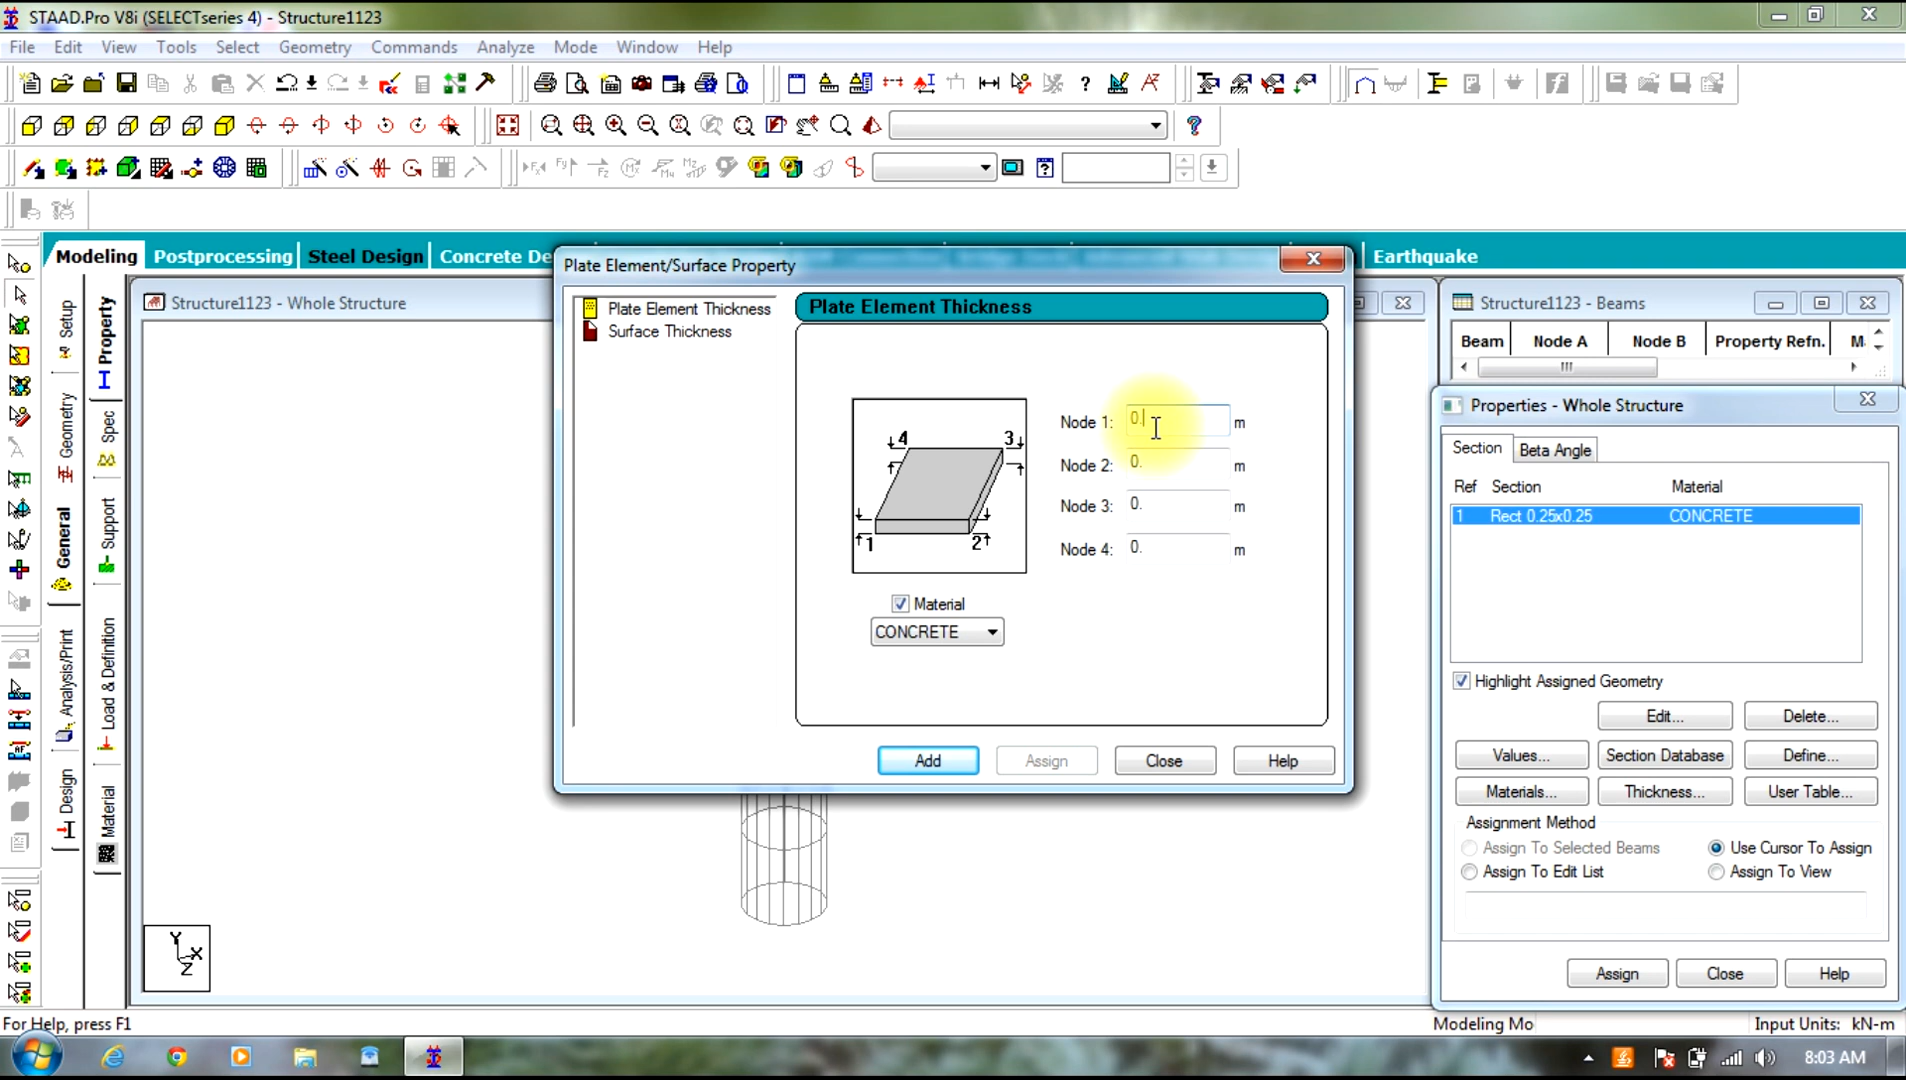 STAAD.Pro V8i (SELECTseries 4) - Structure1123
File Edit View Tools Select Geometry Commands Analyze Mode Window Help
Modeling Postprocessing Steel Design Concrete De Earthquake
Structure1123 - Whole Structure
Plate Element/Surface Property
Plate Element Thickness
Surface Thickness
Plate Element Thickness
4 3
1 2
Node 1: 0. m
Node 2: 0. m
Node 3: 0. m
Node 4: 0. m
Material
CONCRETE
Add Assign Close Help
Structure1123 - Beams
Beam Node A Node B Property Refn. M
Properties - Whole Structure
Section Beta Angle
Ref Section Material
1 Rect 0.25x0.25 CONCRETE
Highlight Assigned Geometry
Edit... Delete...
Values... Section Database Define...
Materials... Thickness... User Table...
Assignment Method
Assign To Selected Beams Use Cursor To Assign
Assign To Edit List Assign To View
Assign Close Help
Setup
Geometry
General
Analysis/Print
Design
Property
Spec
Support
Load & Definition
Material
Y X
Z
For Help, press F1
Modeling Mo Input Units: kN-m
8:03 AM